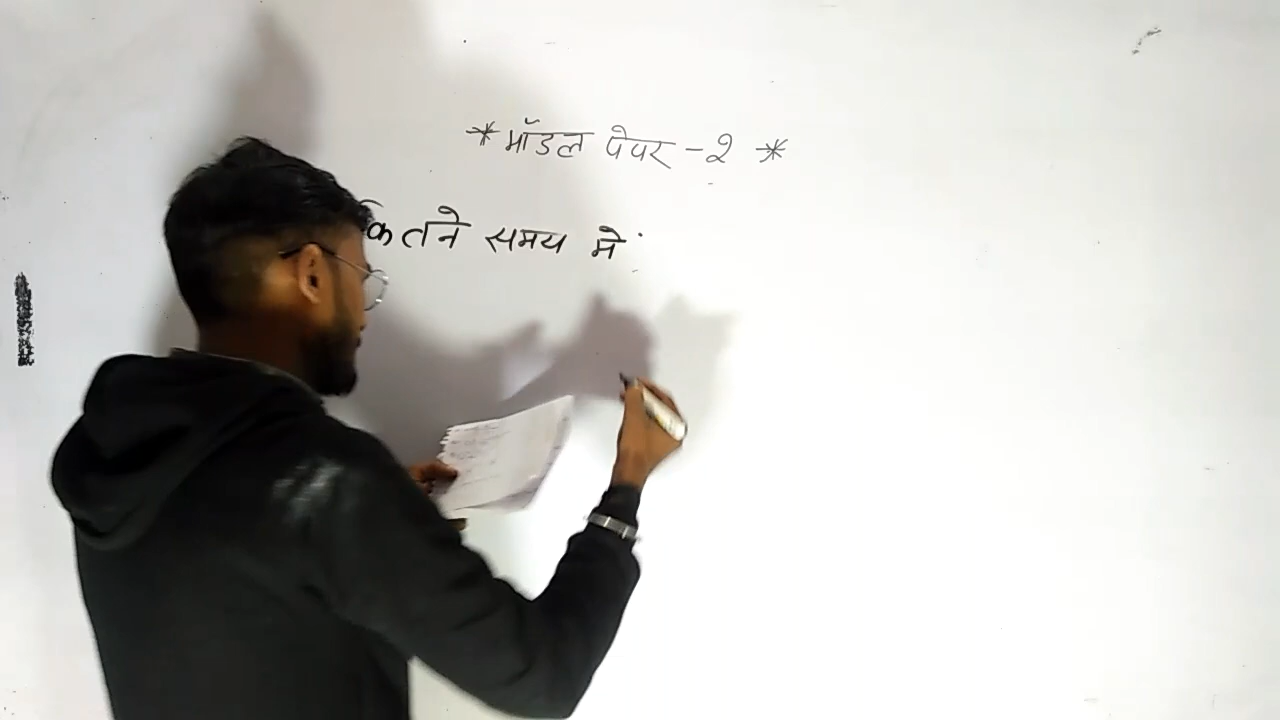 * मॉडल पेपर - 2 *
कितने समय में